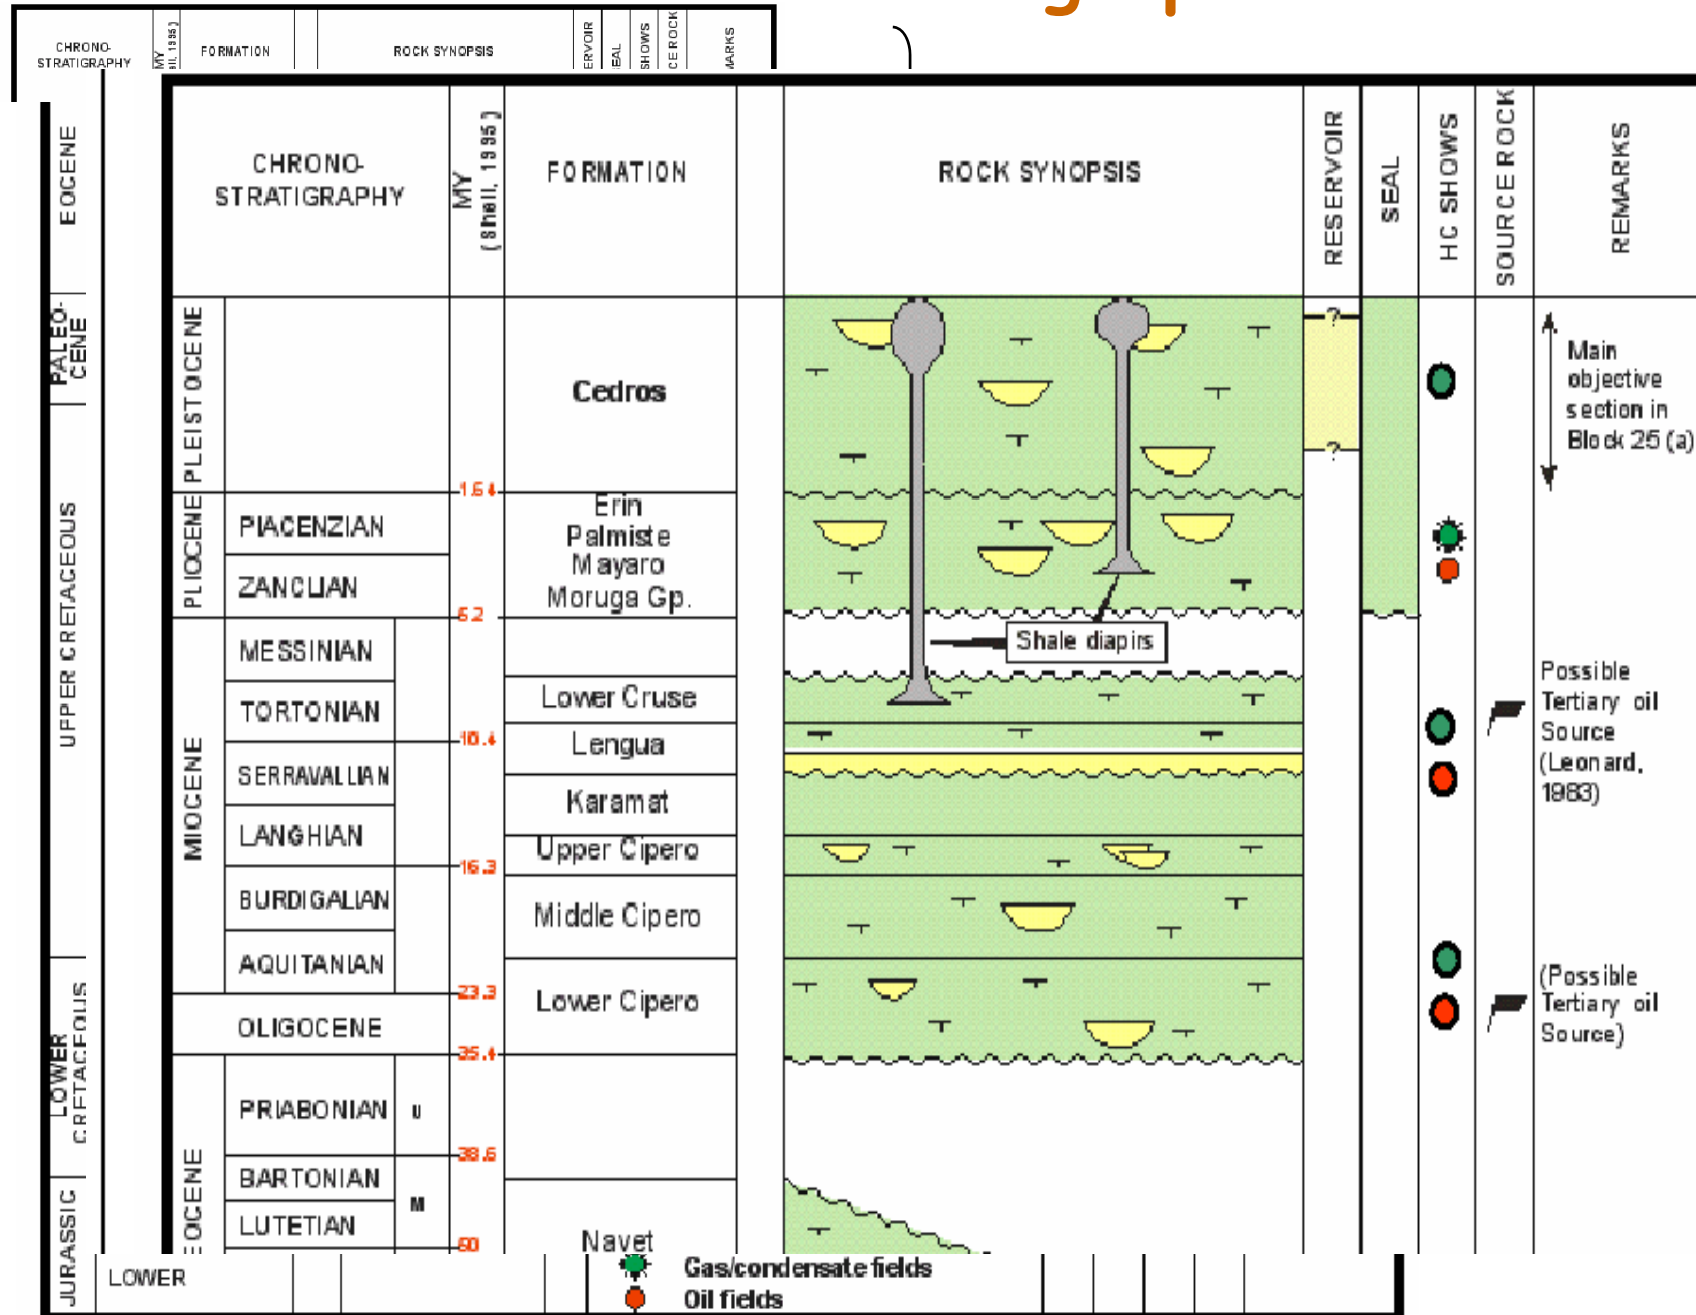 CHRONO-
STRATIGRAPHY
FORMATION
ROCK SYNOPSIS
EOCENE
PALEO-
CENE
UPPER CRETACEOUS
LOWER
CRETACEOUS
JURASSIC
LOWER
CHRONO-
STRATIGRAPHY
MY
(Shell, 1995)
FORMATION
ROCK SYNOPSIS
RESERVOIR
SEAL
HC SHOWS
SOURCE ROCK
REMARKS
PLEISTOCENE
Cedros
?
?
Main
objective
section in
Block 25 (a)
1.64
PLIOCENE
PIACENZIAN
ZANCLIAN
Erin
Palmiste
Mayaro
Moruga Gp.
5.2
MIOCENE
MESSINIAN
Shale diapirs
TORTONIAN
Lower Cruse
Possible
Tertiary oil
Source
(Leonard,
1983)
10.4
Lengua
SERRAVALLIAN
Karamat
LANGHIAN
Upper Cipero
16.3
BURDIGALIAN
Middle Cipero
AQUITANIAN
23.3
Lower Cipero
(Possible
Tertiary oil
Source)
OLIGOCENE
35.4
EOCENE
PRIABONIAN
U
38.6
BARTONIAN
M
LUTETIAN
50
Navet
Gas/condensate fields
Oil fields